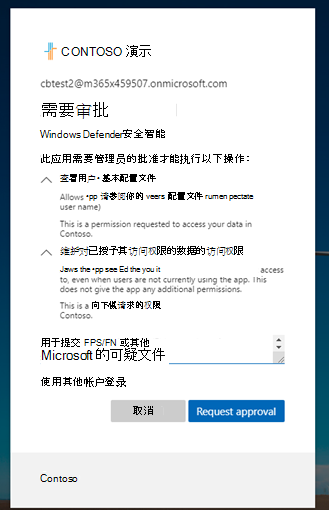 CONTOSO 演示
cbtest2@m365x459507.onmicrosoft.com
需要审批
Windows Defender安全智能
此应用需要管理员的批准才能执行以下操作：
查看用户·基本配置文件
Allows •pp 请参阅你的 veers 配置文件 rumen pectate
user name)
This is a permission requested to access your data in
Contoso.
维护对已授予其访问权限的数据的访问权限
Jaws the •pp see Ed the you it access
to, even when users are not currently using the app. This
does not give the app any additional permissions.
This is a 向下偎请求的权限
Contoso.
用于提交 FPS/FN 或其他
Microsoft 的可疑文件
使用其他帐户登录
取消 Request approval
Contoso